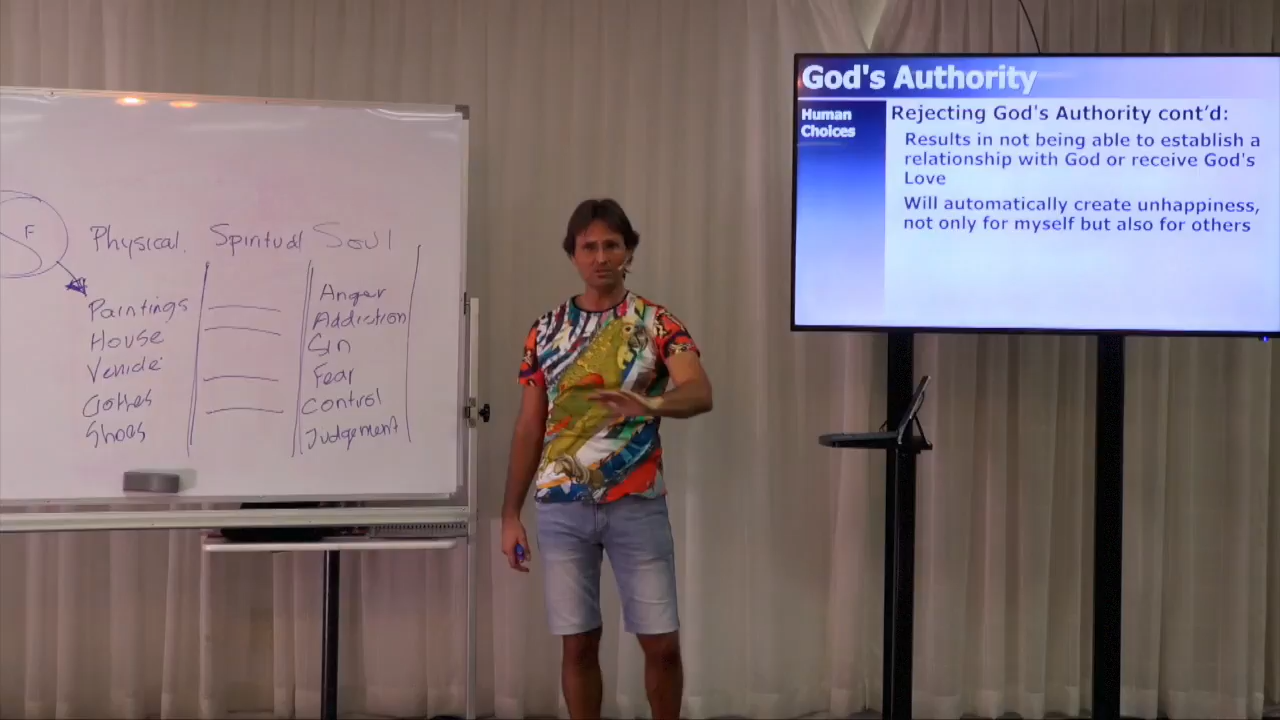 F
Physical. Spiritual Soul
Paintings
House
Vehicle
Clothes
Shoes
Anger
Addiction
Sin
Fear
Control
Judgement
God's Authority
Human
Choices
Rejecting God's Authority cont'd:
Results in not being able to establish a
relationship with God or receive God's
Love
Will automatically create unhappiness,
not only for myself but also for others